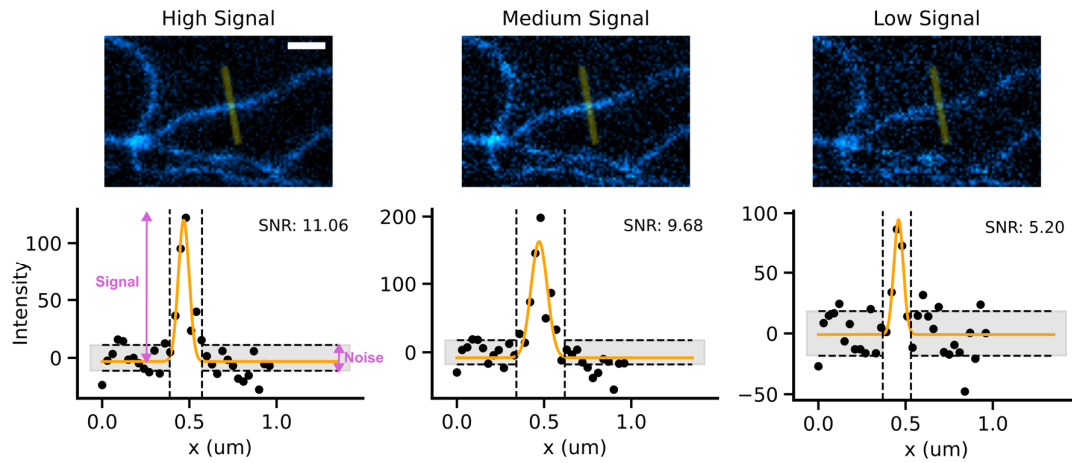 High Signal
Medium Signal
Low Signal
Intensity
100
50
0
Signal
Noise
SNR: 11.06
0.0
0.5
1.0
x (um)
200
100
0
SNR: 9.68
0.0
0.5
1.0
x (um)
100
50
0
−50
SNR: 5.20
0.0
0.5
1.0
x (um)